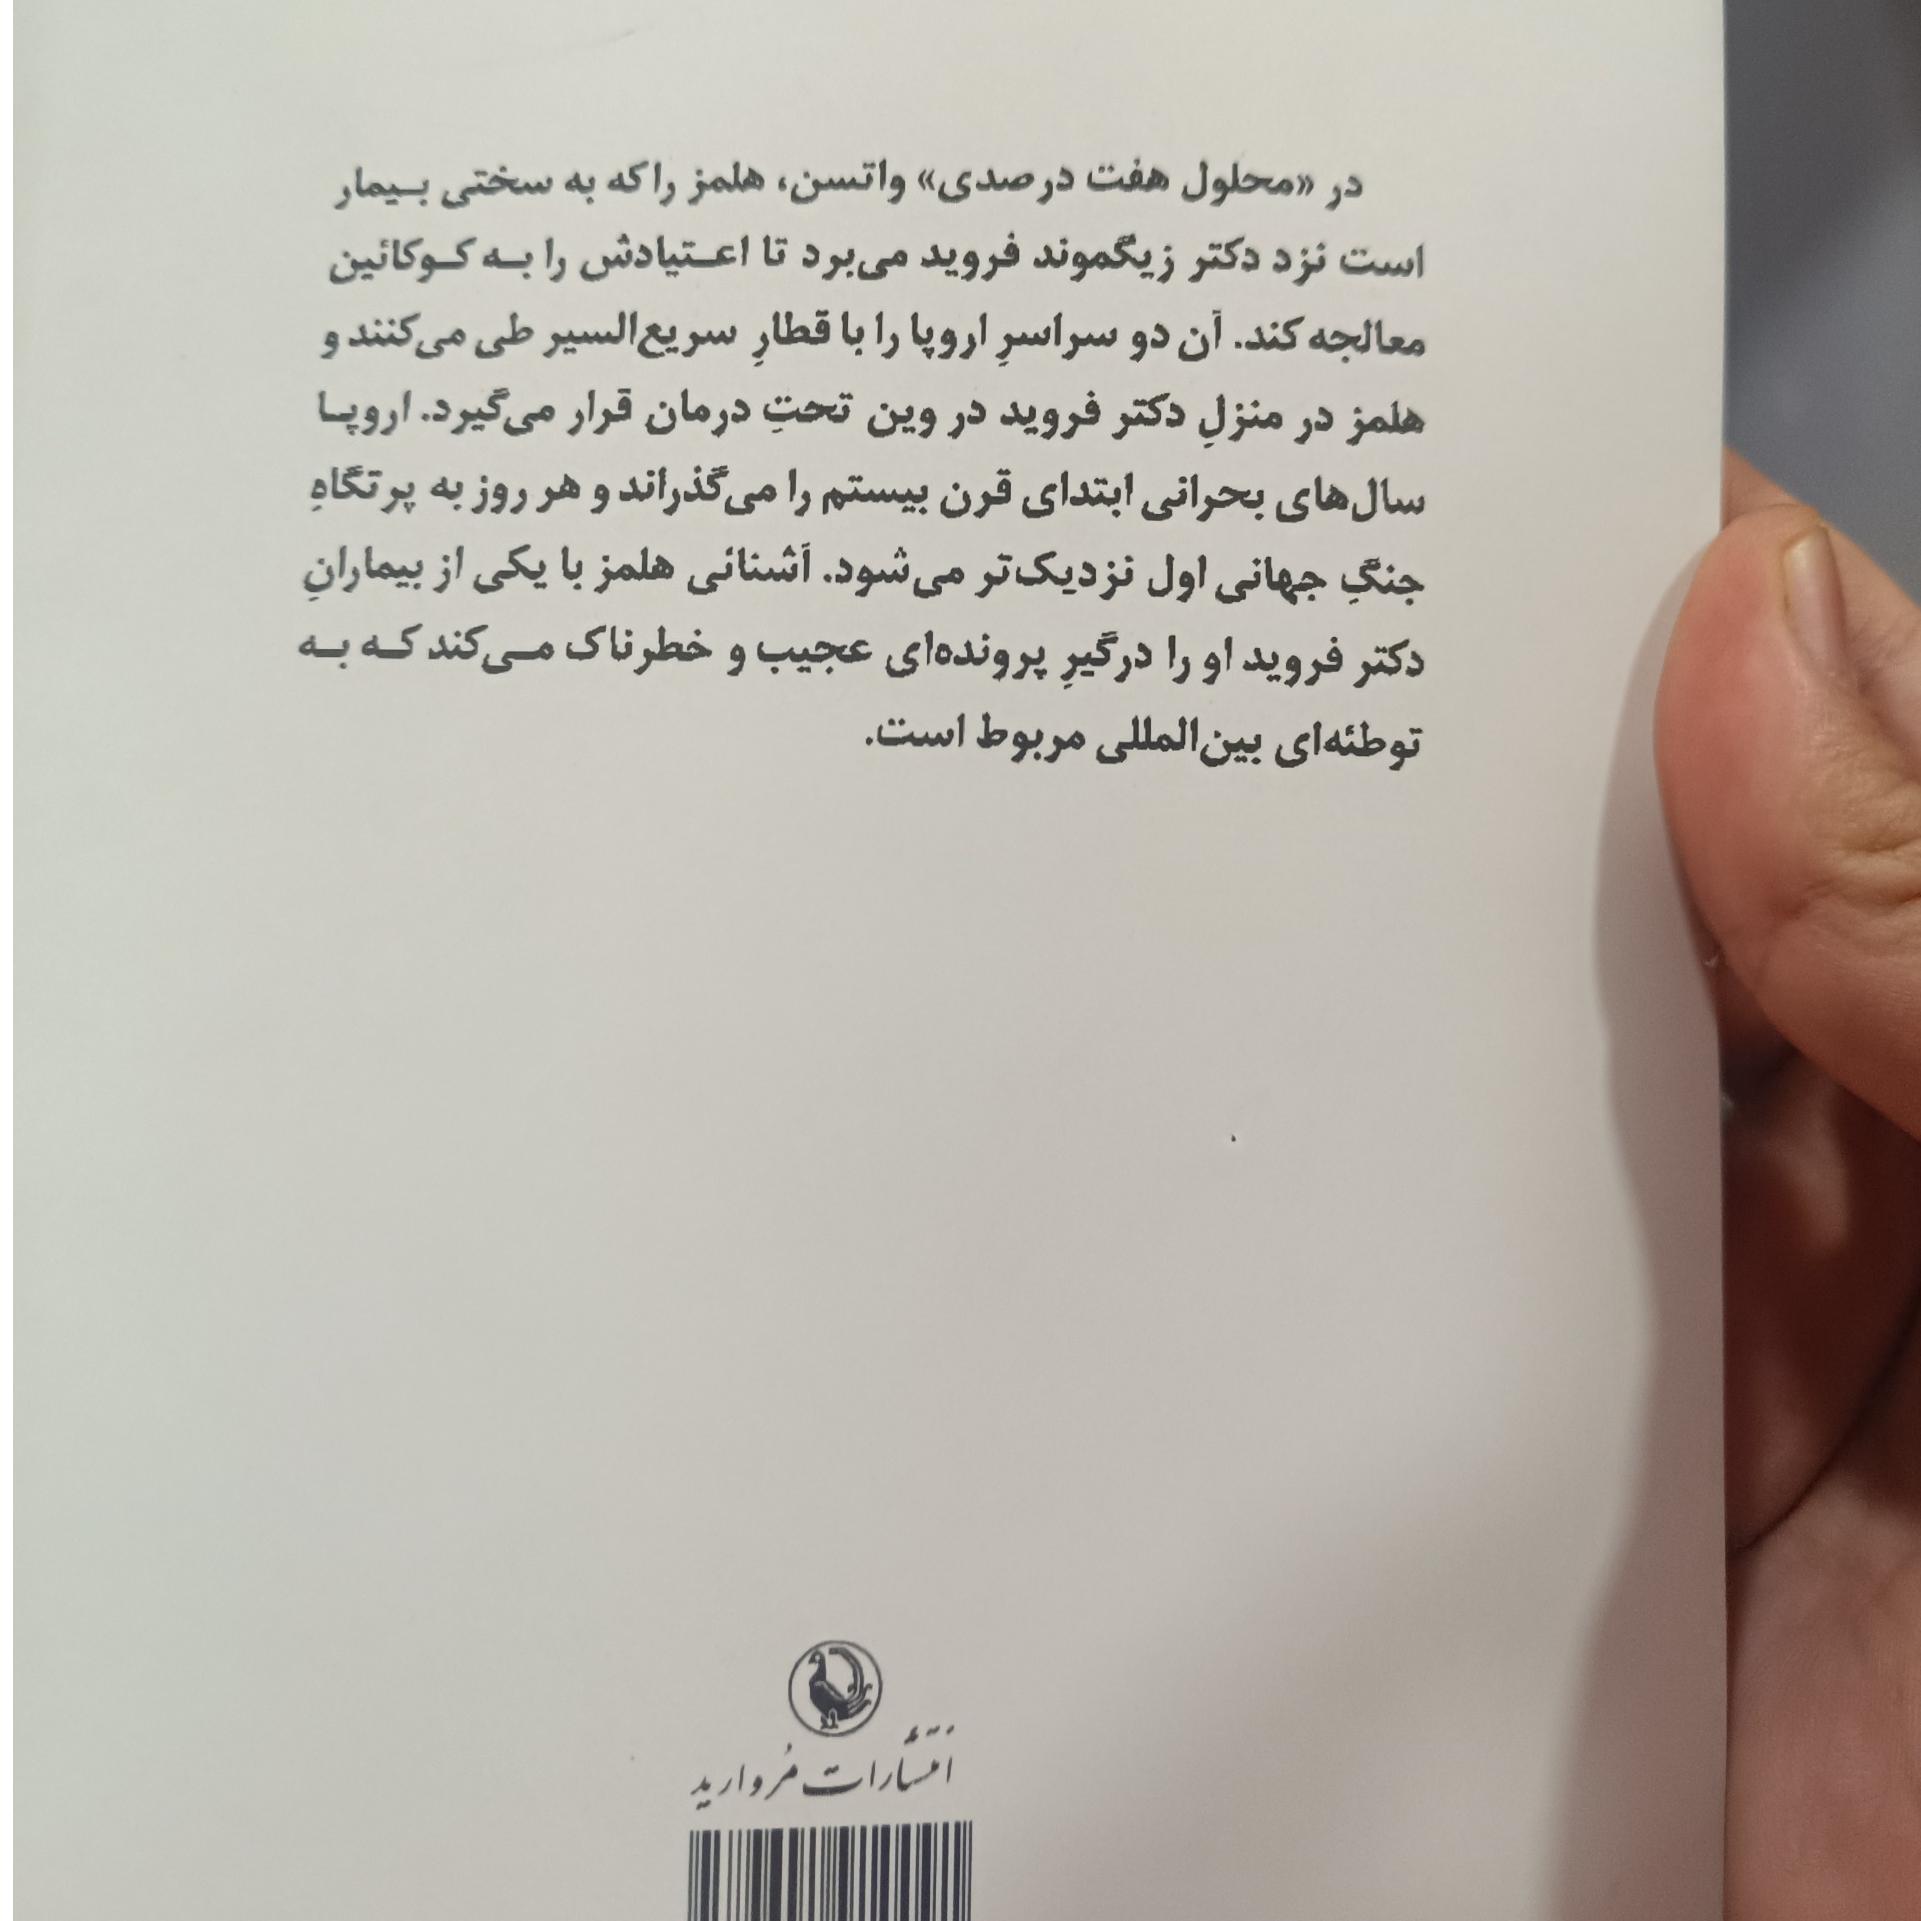 در «محلول هفت درصدی» واتسن، هلمز را که به سختی بیمار
است نزد دکتر زیگموند فروید می‌برد تا اعتیادش را به کوکائین
معالجه کند. آن دو سراسرِ اروپا را با قطارِ سریع‌السیر طی می‌کنند و
هلمز در منزلِ دکتر فروید در وین تحتِ درمان قرار می‌گیرد. اروپا
سال‌های بحرانی ابتدای قرن بیستم را می‌گذراند و هر روز به پرتگاهِ
جنگِ جهانی اول نزدیک‌تر می‌شود. آشنائی هلمز با یکی از بیمارانِ
دکتر فروید او را درگیرِ پرونده‌ای عجیب و خطرناک می‌کند که به
توطئه‌ای بین‌المللی مربوط است.
انتشارات مُروارید